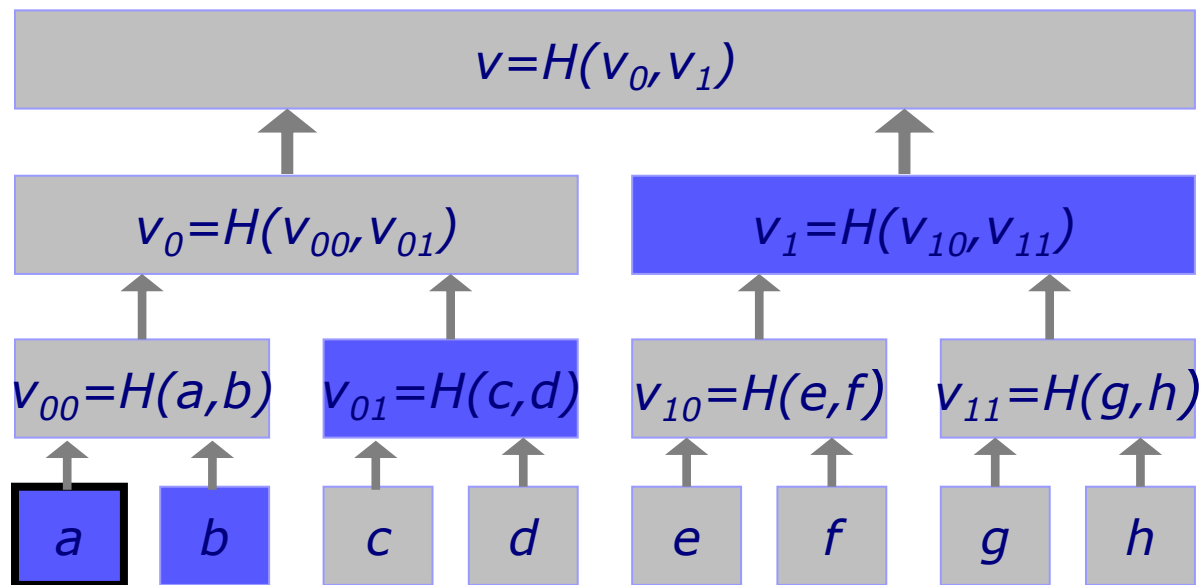 v=H(v₀,v₁)
v₀=H(v₀₀,v₀₁) v₁=H(v₁₀,v₁₁)
v₀₀=H(a,b) v₀₁=H(c,d) v₁₀=H(e,f) v₁₁=H(g,h)
a b c d e f g h